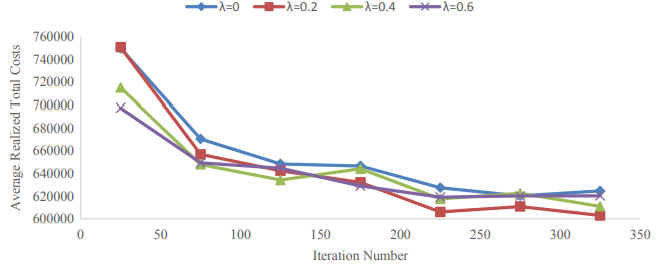 λ=0 λ=0.2 λ=0.4 λ=0.6
Average Realized Total Costs
760000
740000
720000
700000
680000
660000
640000
620000
600000
0 50 100 150 200 250 300 350
Iteration Number